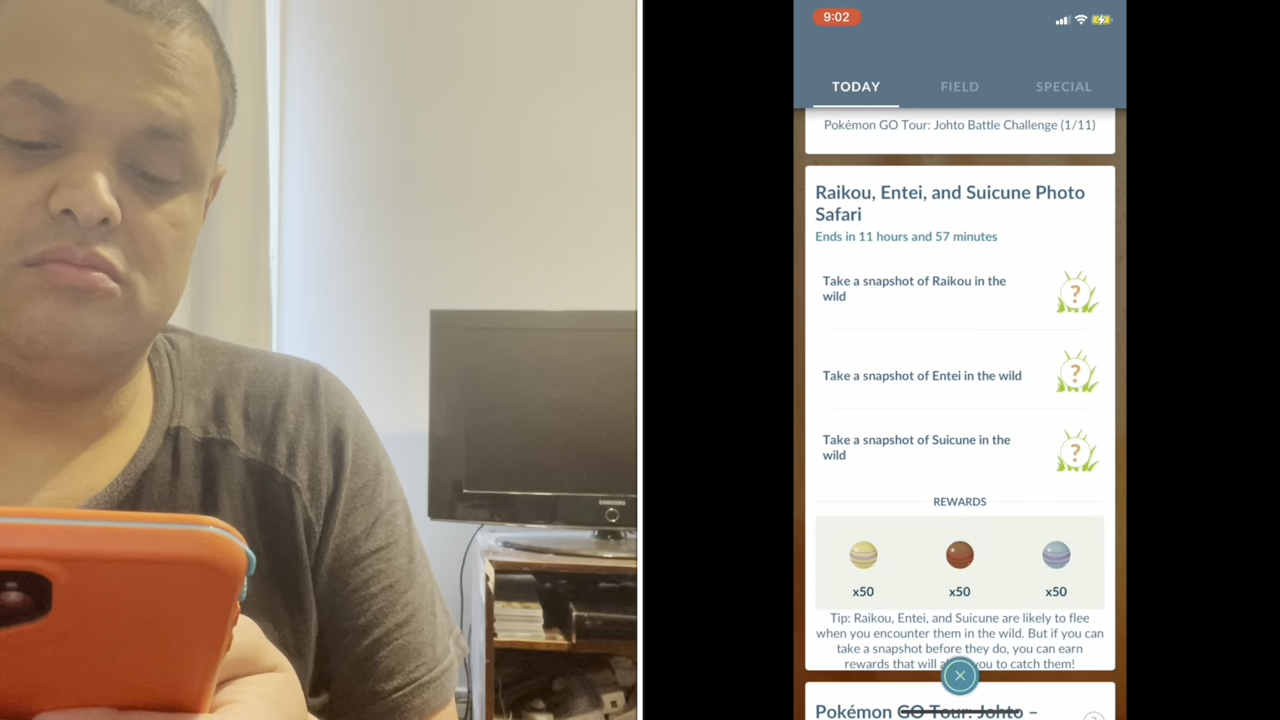 9:02
TODAY
FIELD
SPECIAL
Pokémon GO Tour: Johto Battle Challenge (1/11)
Raikou, Entei, and Suicune Photo
Safari
Ends in 11 hours and 57 minutes
Take a snapshot of Raikou in the
wild
?
Take a snapshot of Entei in the wild
?
Take a snapshot of Suicune in the
wild
?
REWARDS
x50
x50
x50
Tip: Raikou, Entei, and Suicune are likely to flee
when you encounter them in the wild. But if you can
take a snapshot before they do, you can earn
rewards that will you to catch them!
Pokémon GO Tour: Johto –